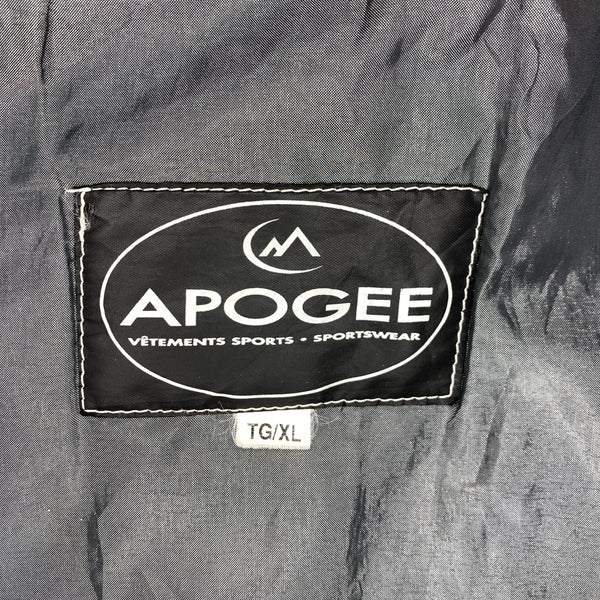 APOGEE
VÊTEMENTS SPORTS • SPORTSWEAR
TG/XL